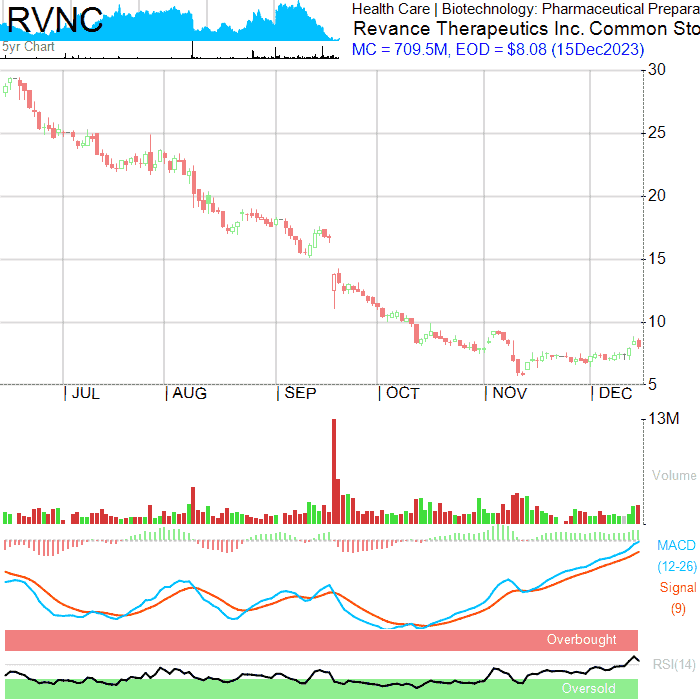 RVNC
5yr Chart
Health Care | Biotechnology: Pharmaceutical Prepara
Revance Therapeutics Inc. Common Sto
MC = 709.5M, EOD = $8.08 (15Dec2023)
30
25
20
15
10
5
| JUL | AUG | SEP | OCT | NOV | DEC
13M
Volume
MACD
(12-26)
Signal
(9)
Overbought
RSI(14)
Oversold